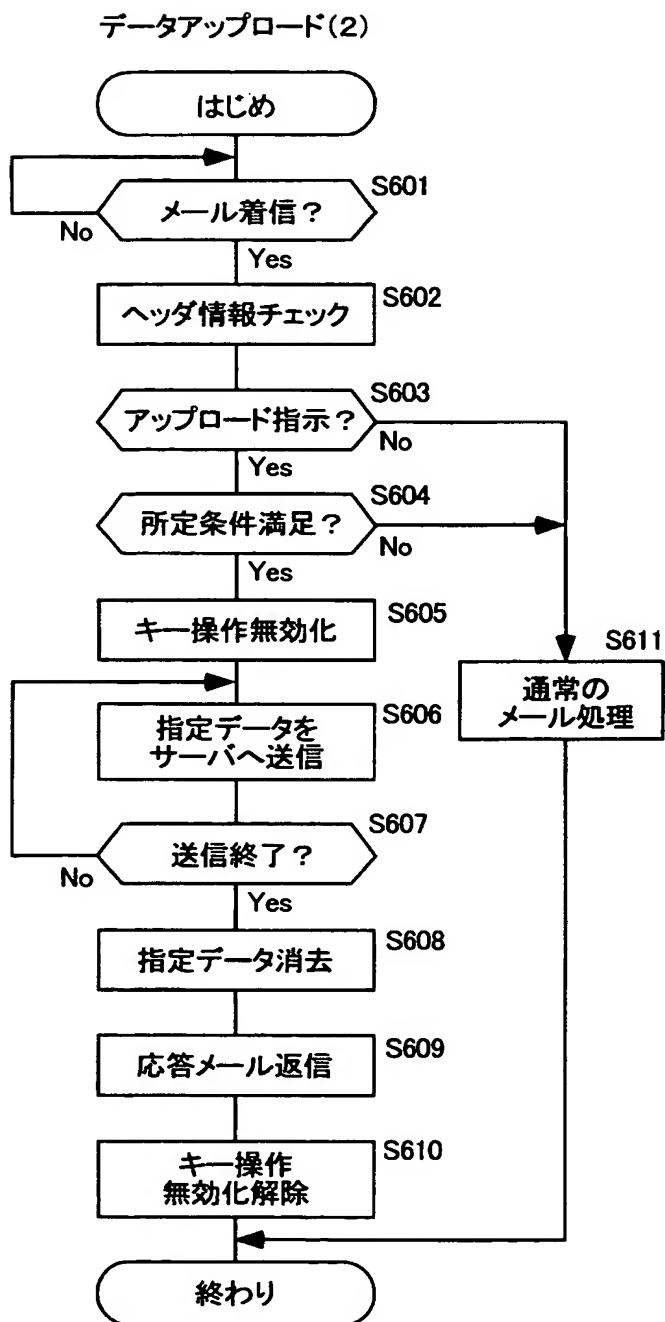 データアップロード(2)
はじめ
S601
メール着信?
No
Yes
S602
ヘッダ情報チェック
S603
アップロード指示?
No
Yes
S604
所定条件満足?
No
Yes
S605
キー操作無効化
S611
通常の
メール処理
S606
指定データを
サーバへ送信
S607
送信終了?
No
Yes
S608
指定データ消去
S609
応答メール返信
S610
キー操作
無効化解除
終わり